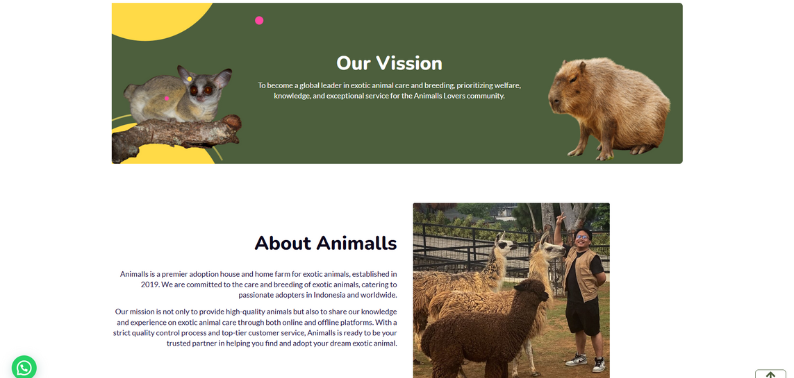 Our Vission
To become a global leader in exotic animal care and breeding, prioritizing welfare,
knowledge, and exceptional service for the Animalls Lovers community.
About Animalls
Animalls is a premier adoption house and home farm for exotic animals, established in
2019. We are committed to the care and breeding of exotic animals, catering to
passionate adopters in Indonesia and worldwide.
Our mission is not only to provide high-quality animals but also to share our knowledge
and experience on exotic animal care through both online and offline platforms. With a
strict quality control process and top-tier customer service, Animalls is ready to be your
trusted partner in helping you find and adopt your dream exotic animal.